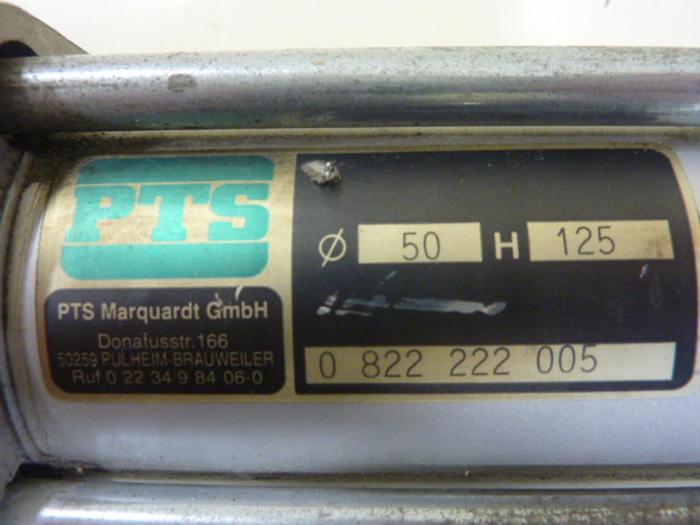 PTS
PTS Marquardt GmbH
Donatusstr.166
50259 PULHEIM-BRAUWEILER
Ruf 0 22 34-9 84 06-0
Ø 50 H 125
0 822 222 005